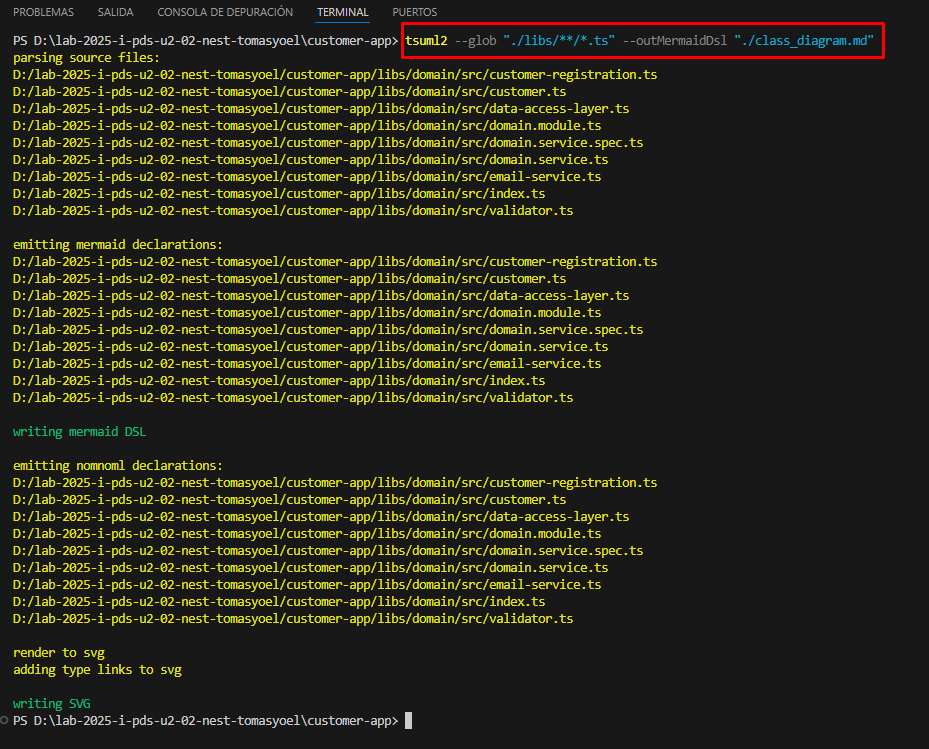 PROBLEMAS SALIDA CONSOLA DE DEPURACIÓN TERMINAL PUERTOS
PS D:\lab-2025-i-pds-u2-02-nest-tomasyoel\customer-app> tsuml2 --glob "./libs/**/*.ts" --outMermaidDsl "./class_diagram.md"
parsing source files:
D:/lab-2025-i-pds-u2-02-nest-tomasyoel/customer-app/libs/domain/src/customer-registration.ts
D:/lab-2025-i-pds-u2-02-nest-tomasyoel/customer-app/libs/domain/src/customer.ts
D:/lab-2025-i-pds-u2-02-nest-tomasyoel/customer-app/libs/domain/src/data-access-layer.ts
D:/lab-2025-i-pds-u2-02-nest-tomasyoel/customer-app/libs/domain/src/domain.module.ts
D:/lab-2025-i-pds-u2-02-nest-tomasyoel/customer-app/libs/domain/src/domain.service.spec.ts
D:/lab-2025-i-pds-u2-02-nest-tomasyoel/customer-app/libs/domain/src/domain.service.ts
D:/lab-2025-i-pds-u2-02-nest-tomasyoel/customer-app/libs/domain/src/email-service.ts
D:/lab-2025-i-pds-u2-02-nest-tomasyoel/customer-app/libs/domain/src/index.ts
D:/lab-2025-i-pds-u2-02-nest-tomasyoel/customer-app/libs/domain/src/validator.ts
emitting mermaid declarations:
D:/lab-2025-i-pds-u2-02-nest-tomasyoel/customer-app/libs/domain/src/customer-registration.ts
D:/lab-2025-i-pds-u2-02-nest-tomasyoel/customer-app/libs/domain/src/customer.ts
D:/lab-2025-i-pds-u2-02-nest-tomasyoel/customer-app/libs/domain/src/data-access-layer.ts
D:/lab-2025-i-pds-u2-02-nest-tomasyoel/customer-app/libs/domain/src/domain.module.ts
D:/lab-2025-i-pds-u2-02-nest-tomasyoel/customer-app/libs/domain/src/domain.service.spec.ts
D:/lab-2025-i-pds-u2-02-nest-tomasyoel/customer-app/libs/domain/src/domain.service.ts
D:/lab-2025-i-pds-u2-02-nest-tomasyoel/customer-app/libs/domain/src/email-service.ts
D:/lab-2025-i-pds-u2-02-nest-tomasyoel/customer-app/libs/domain/src/index.ts
D:/lab-2025-i-pds-u2-02-nest-tomasyoel/customer-app/libs/domain/src/validator.ts
writing mermaid DSL
emitting nomnoml declarations:
D:/lab-2025-i-pds-u2-02-nest-tomasyoel/customer-app/libs/domain/src/customer-registration.ts
D:/lab-2025-i-pds-u2-02-nest-tomasyoel/customer-app/libs/domain/src/customer.ts
D:/lab-2025-i-pds-u2-02-nest-tomasyoel/customer-app/libs/domain/src/data-access-layer.ts
D:/lab-2025-i-pds-u2-02-nest-tomasyoel/customer-app/libs/domain/src/domain.module.ts
D:/lab-2025-i-pds-u2-02-nest-tomasyoel/customer-app/libs/domain/src/domain.service.spec.ts
D:/lab-2025-i-pds-u2-02-nest-tomasyoel/customer-app/libs/domain/src/domain.service.ts
D:/lab-2025-i-pds-u2-02-nest-tomasyoel/customer-app/libs/domain/src/email-service.ts
D:/lab-2025-i-pds-u2-02-nest-tomasyoel/customer-app/libs/domain/src/index.ts
D:/lab-2025-i-pds-u2-02-nest-tomasyoel/customer-app/libs/domain/src/validator.ts
render to svg
adding type links to svg
writing SVG
PS D:\lab-2025-i-pds-u2-02-nest-tomasyoel\customer-app>